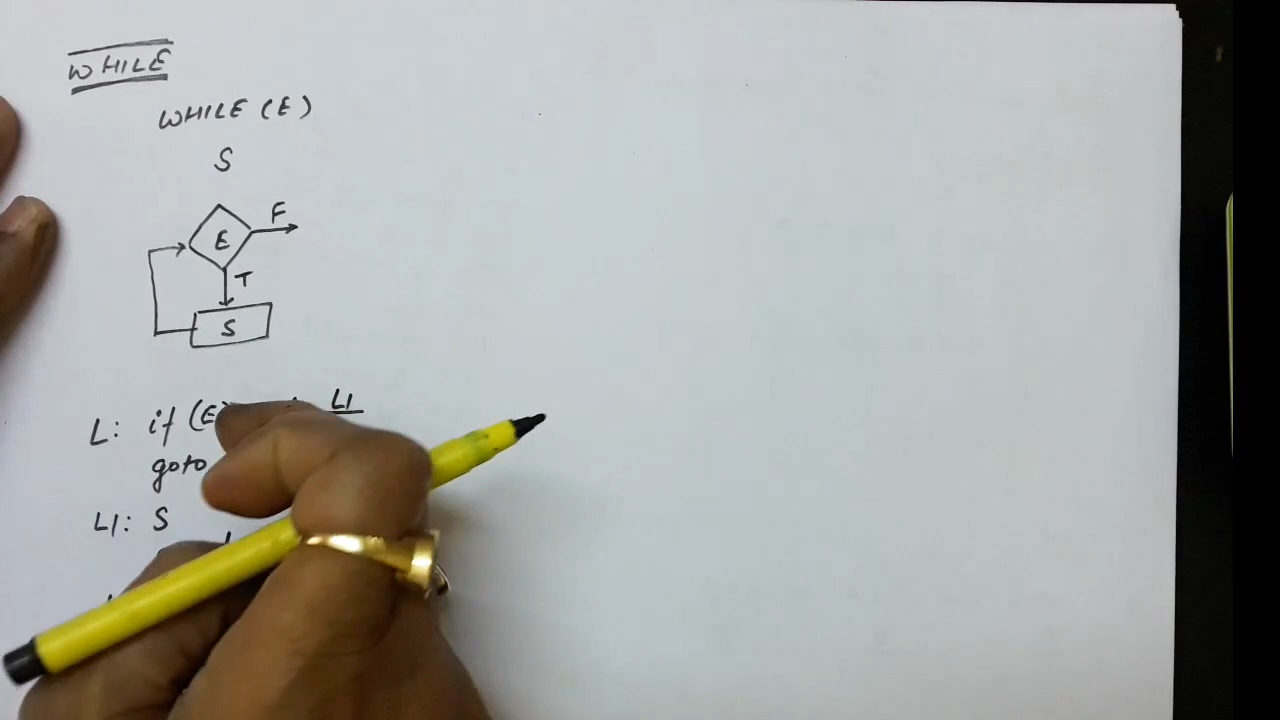 WHILE
WHILE (E)
S
F
E
T
S
L: if (E) L1
goto
L1: S